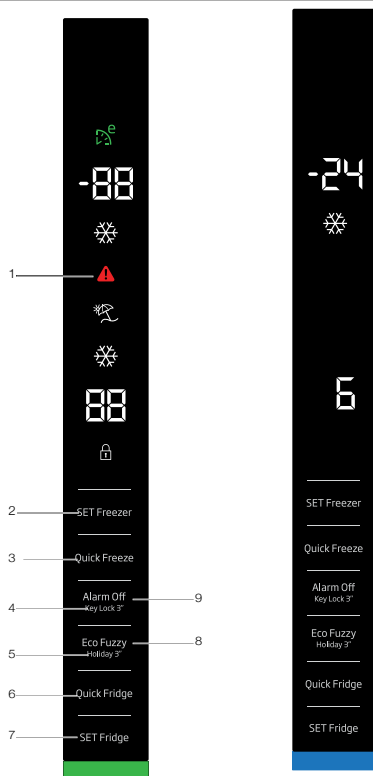 e
-88
1
88
2
SET Freezer
3
Quick Freeze
Alarm Off
9
4
Key Lock 3"
Eco Fuzzy
8
5
Holiday 3"
6
Quick Fridge
7
SET Fridge
-24
6
SET Freezer
Quick Freeze
Alarm Off
Key Lock 3"
Eco Fuzzy
Holiday 3"
Quick Fridge
SET Fridge